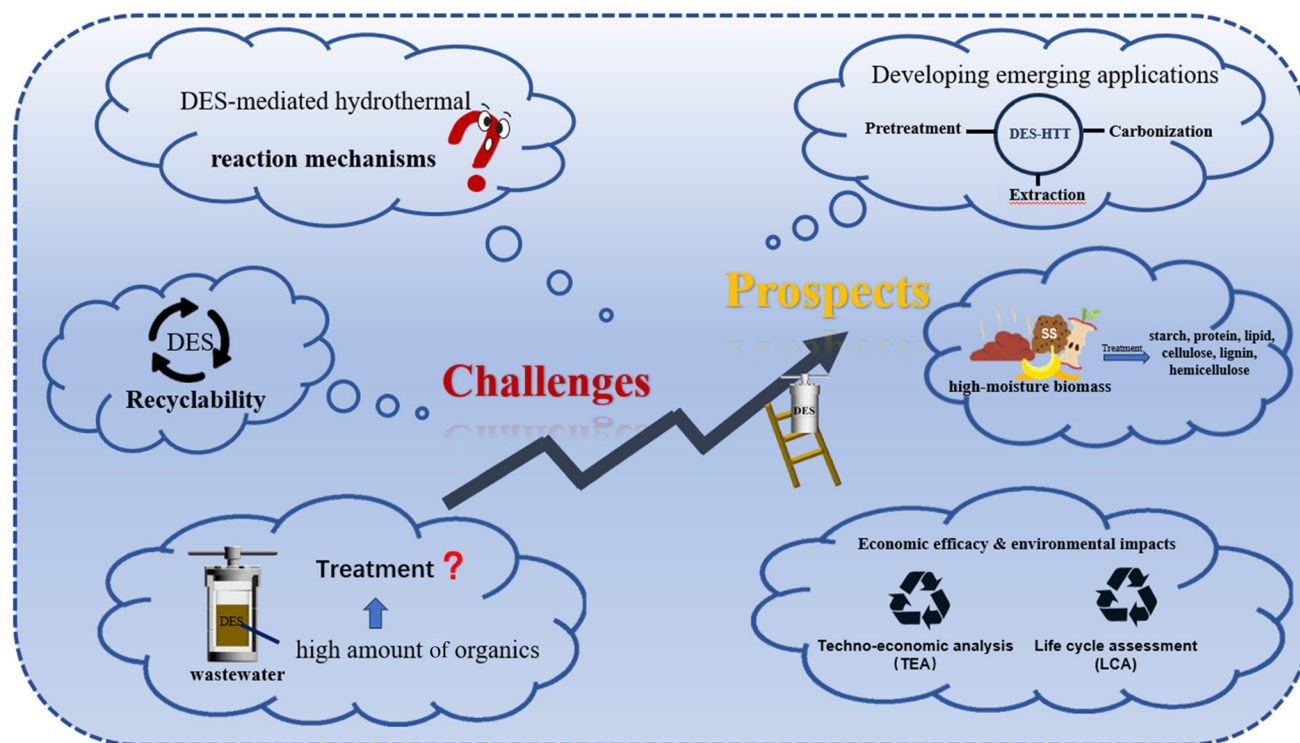 DES-mediated hydrothermal
reaction mechanisms
?
DES
Recyclability
Challenges
Treatment ?
high amount of organics
DES
wastewater
Prospects
DES
Developing emerging applications
Pretreatment
DES-HTT
Carbonization
Extraction
SS
high-moisture biomass
Treatment
starch, protein, lipid,
cellulose, lignin,
hemicellulose
Economic efficacy & environmental impacts
Techno-economic analysis
(TEA)
Life cycle assessment
(LCA)